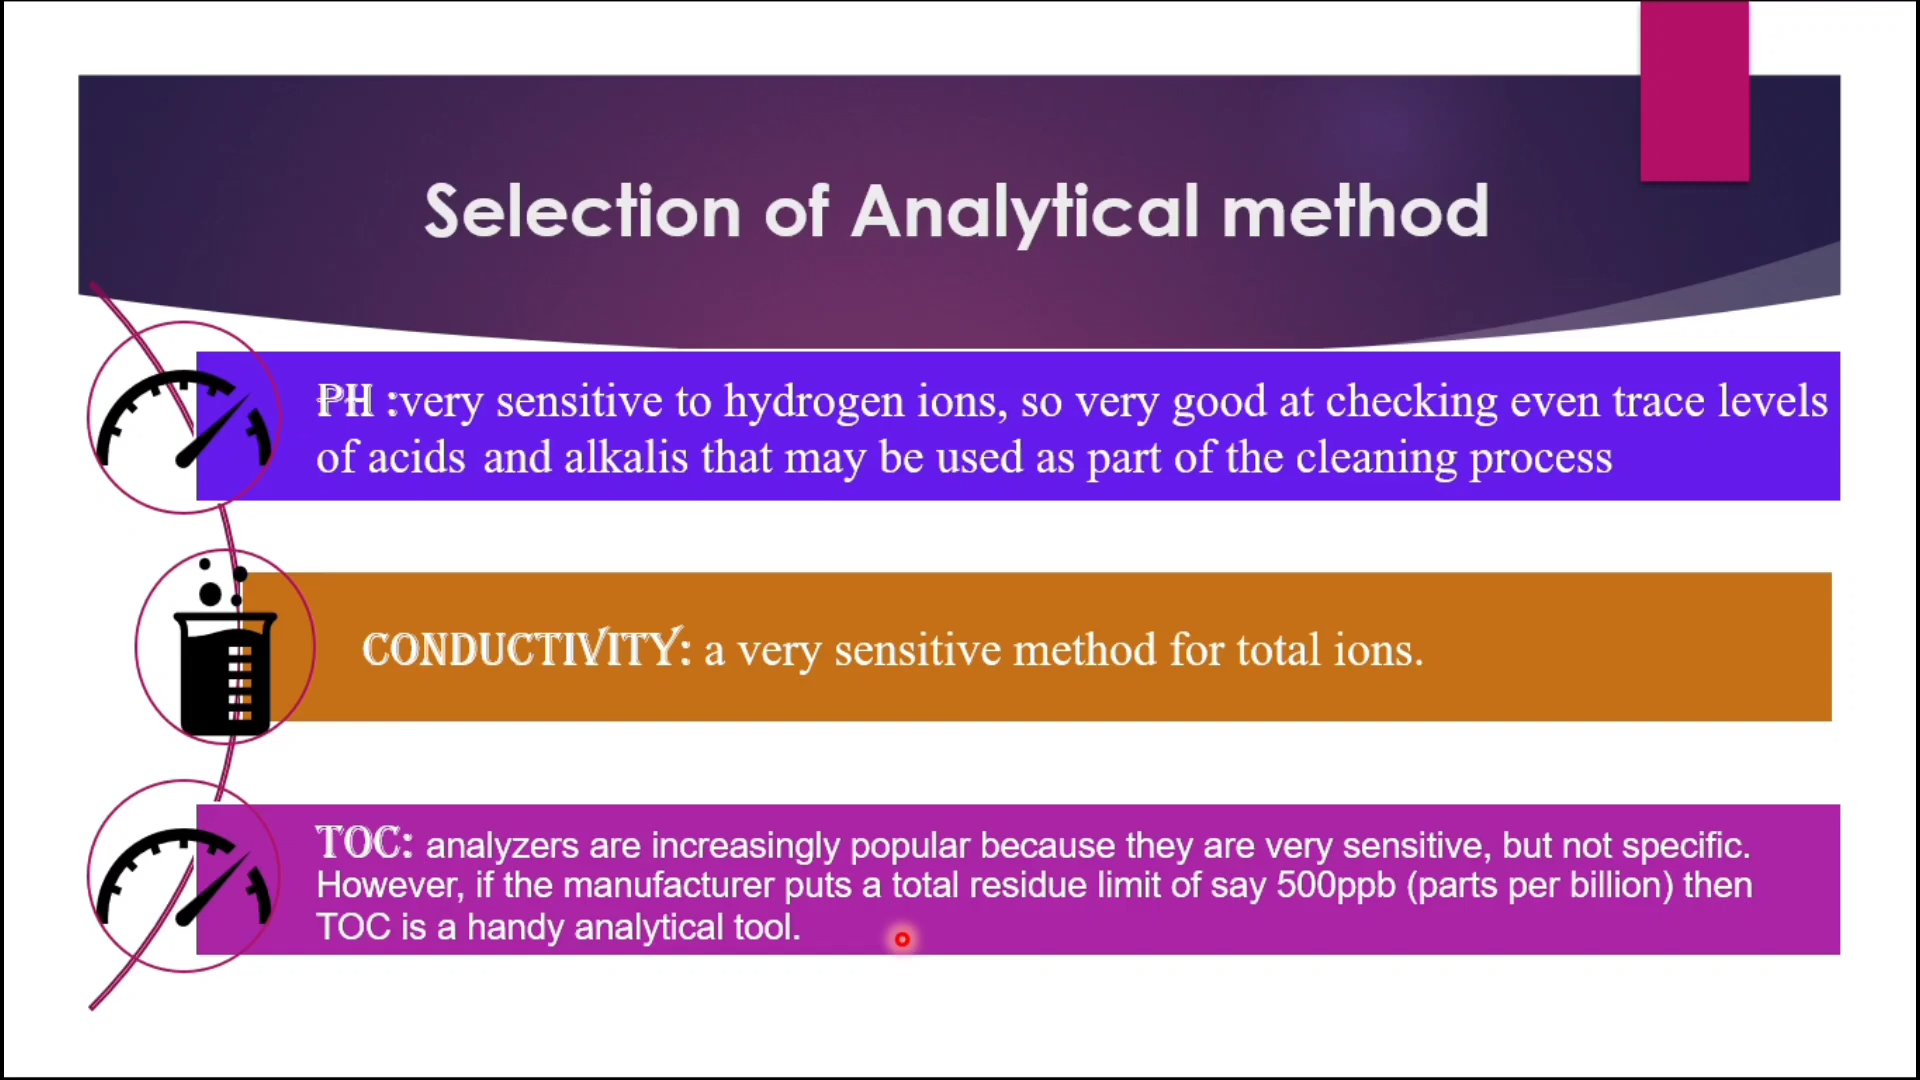 Selection of Analytical method
PH :very sensitive to hydrogen ions, so very good at checking even trace levels
of acids and alkalis that may be used as part of the cleaning process
CONDUCTIVITY: a very sensitive method for total ions.
TOC: analyzers are increasingly popular because they are very sensitive, but not specific.
However, if the manufacturer puts a total residue limit of say 500ppb (parts per billion) then
TOC is a handy analytical tool.